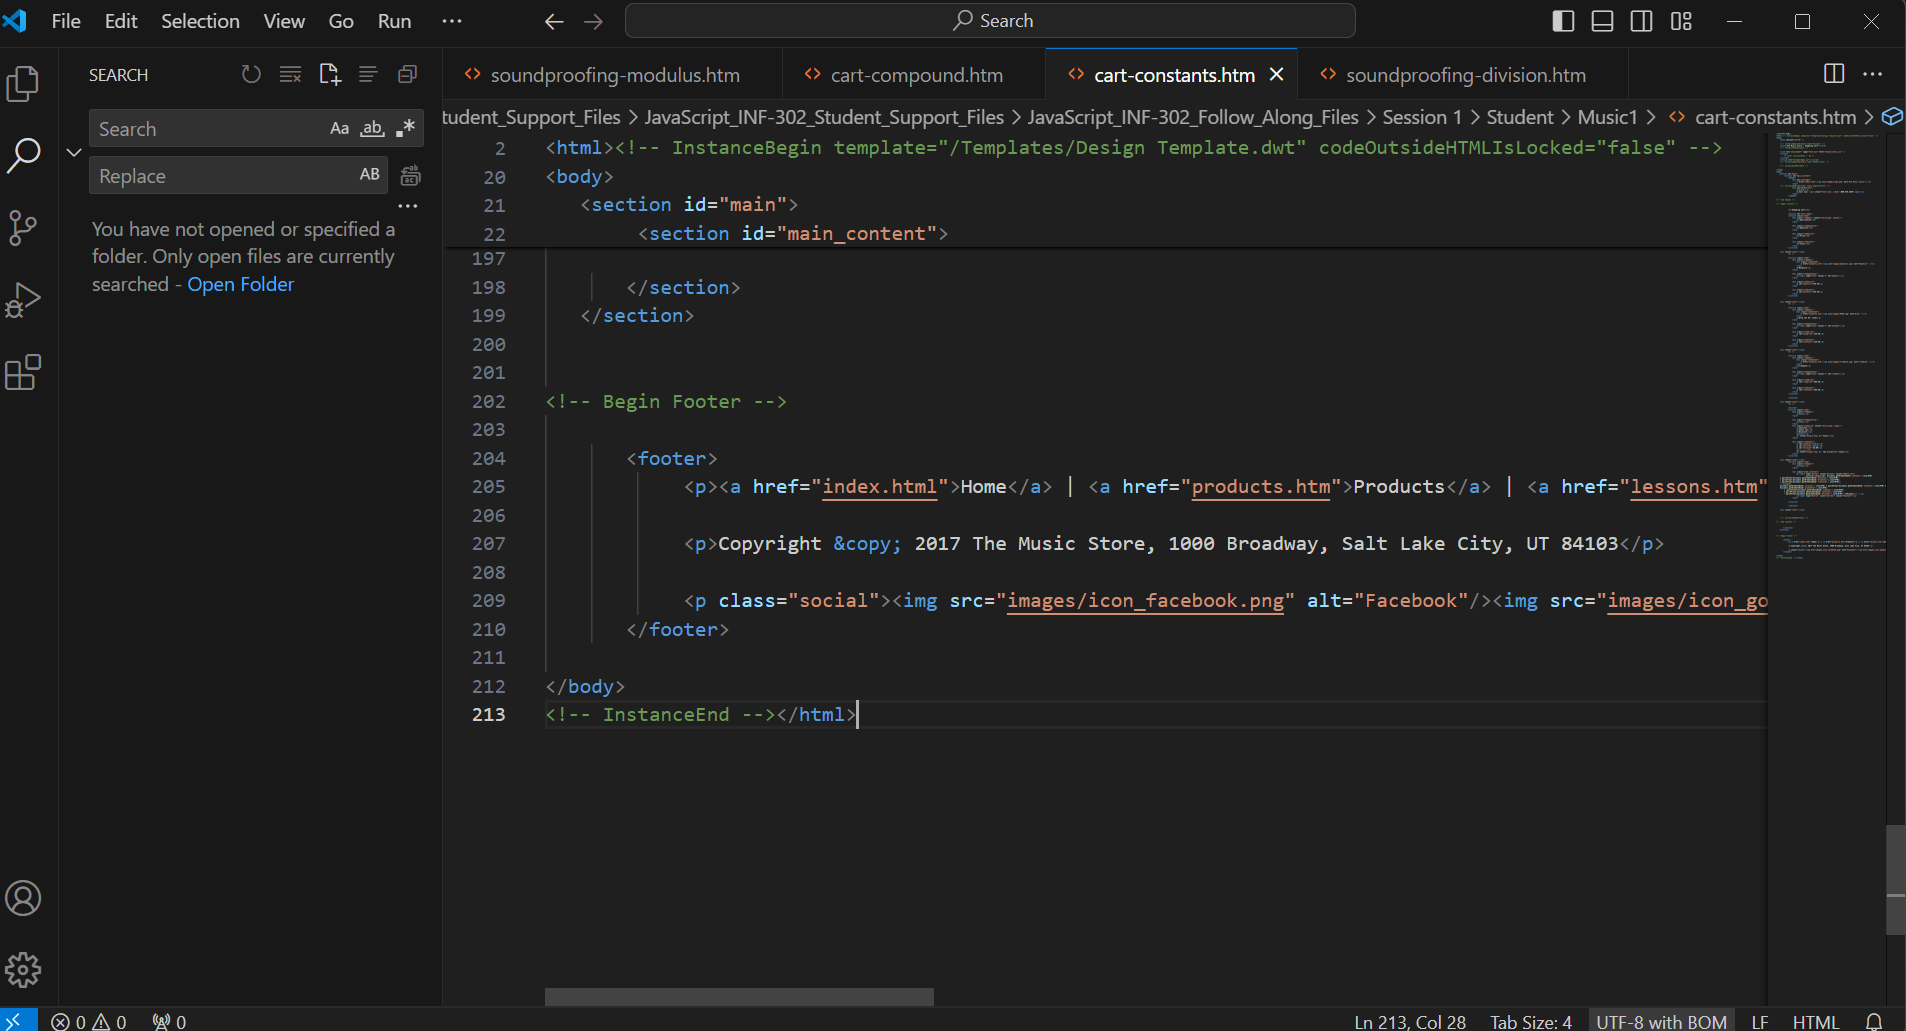 File Edit Selection View Go Run ··· Search
SEARCH
soundproofing-modulus.htm cart-compound.htm cart-constants.htm soundproofing-division.htm
tudent_Support_Files > JavaScript_INF-302_Student_Support_Files > JavaScript_INF-302_Follow_Along_Files > Session 1 > Student > Music1 > cart-constants.htm >
Search Aa ab .*
Replace AB
You have not opened or specified a
folder. Only open files are currently
searched - Open Folder
2 <html><!-- InstanceBegin template="/Templates/Design Template.dwt" codeOutsideHTMLIsLocked="false" -->
20 <body>
21 <section id="main">
22 <section id="main_content">
197
198 </section>
199 </section>
200
201
202 <!-- Begin Footer -->
203
204 <footer>
205 <p><a href="index.html">Home</a> | <a href="products.htm">Products</a> | <a href="lessons.htm"
206
207 <p>Copyright &copy; 2017 The Music Store, 1000 Broadway, Salt Lake City, UT 84103</p>
208
209 <p class="social"><img src="images/icon_facebook.png" alt="Facebook"/><img src="images/icon_go
210 </footer>
211
212 </body>
213 <!-- InstanceEnd --></html>
0 0 0 Ln 213, Col 28 Tab Size: 4 UTF-8 with BOM LF HTML